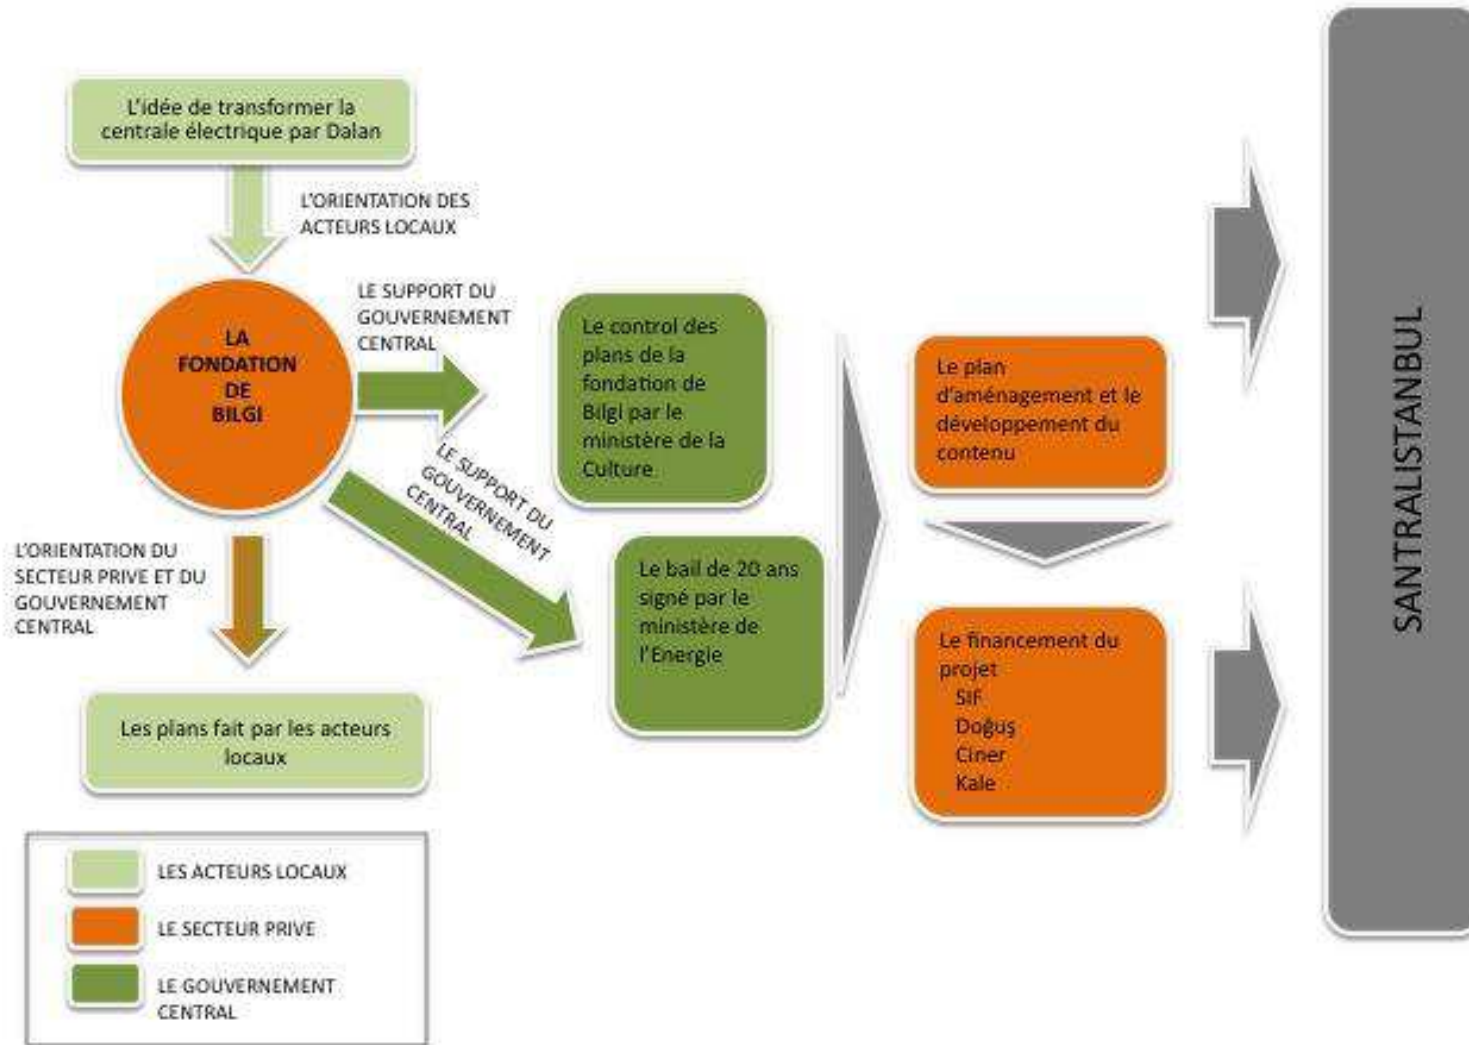 L'idée de transformer la
centrale électrique par Dalan
L'ORIENTATION DES
ACTEURS LOCAUX
LA
FONDATION
DE
BILGI
LE SUPPORT DU
GOUVERNEMENT
CENTRAL
Le control des
plans de la
fondation de
Bilgi par le
ministère de la
Culture
LE SUPPORT DU
GOUVERNEMENT
CENTRAL
Le bail de 20 ans
signé par le
ministère de
l'Energie
L'ORIENTATION DU
SECTEUR PRIVE ET DU
GOUVERNEMENT
CENTRAL
Les plans fait par les acteurs
locaux
Le plan
d'aménagement et le
développement du
contenu
Le financement du
projet
SIF
Doğuş
Ciner
Kale
SANTRALISTANBUL
LES ACTEURS LOCAUX
LE SECTEUR PRIVE
LE GOUVERNEMENT
CENTRAL